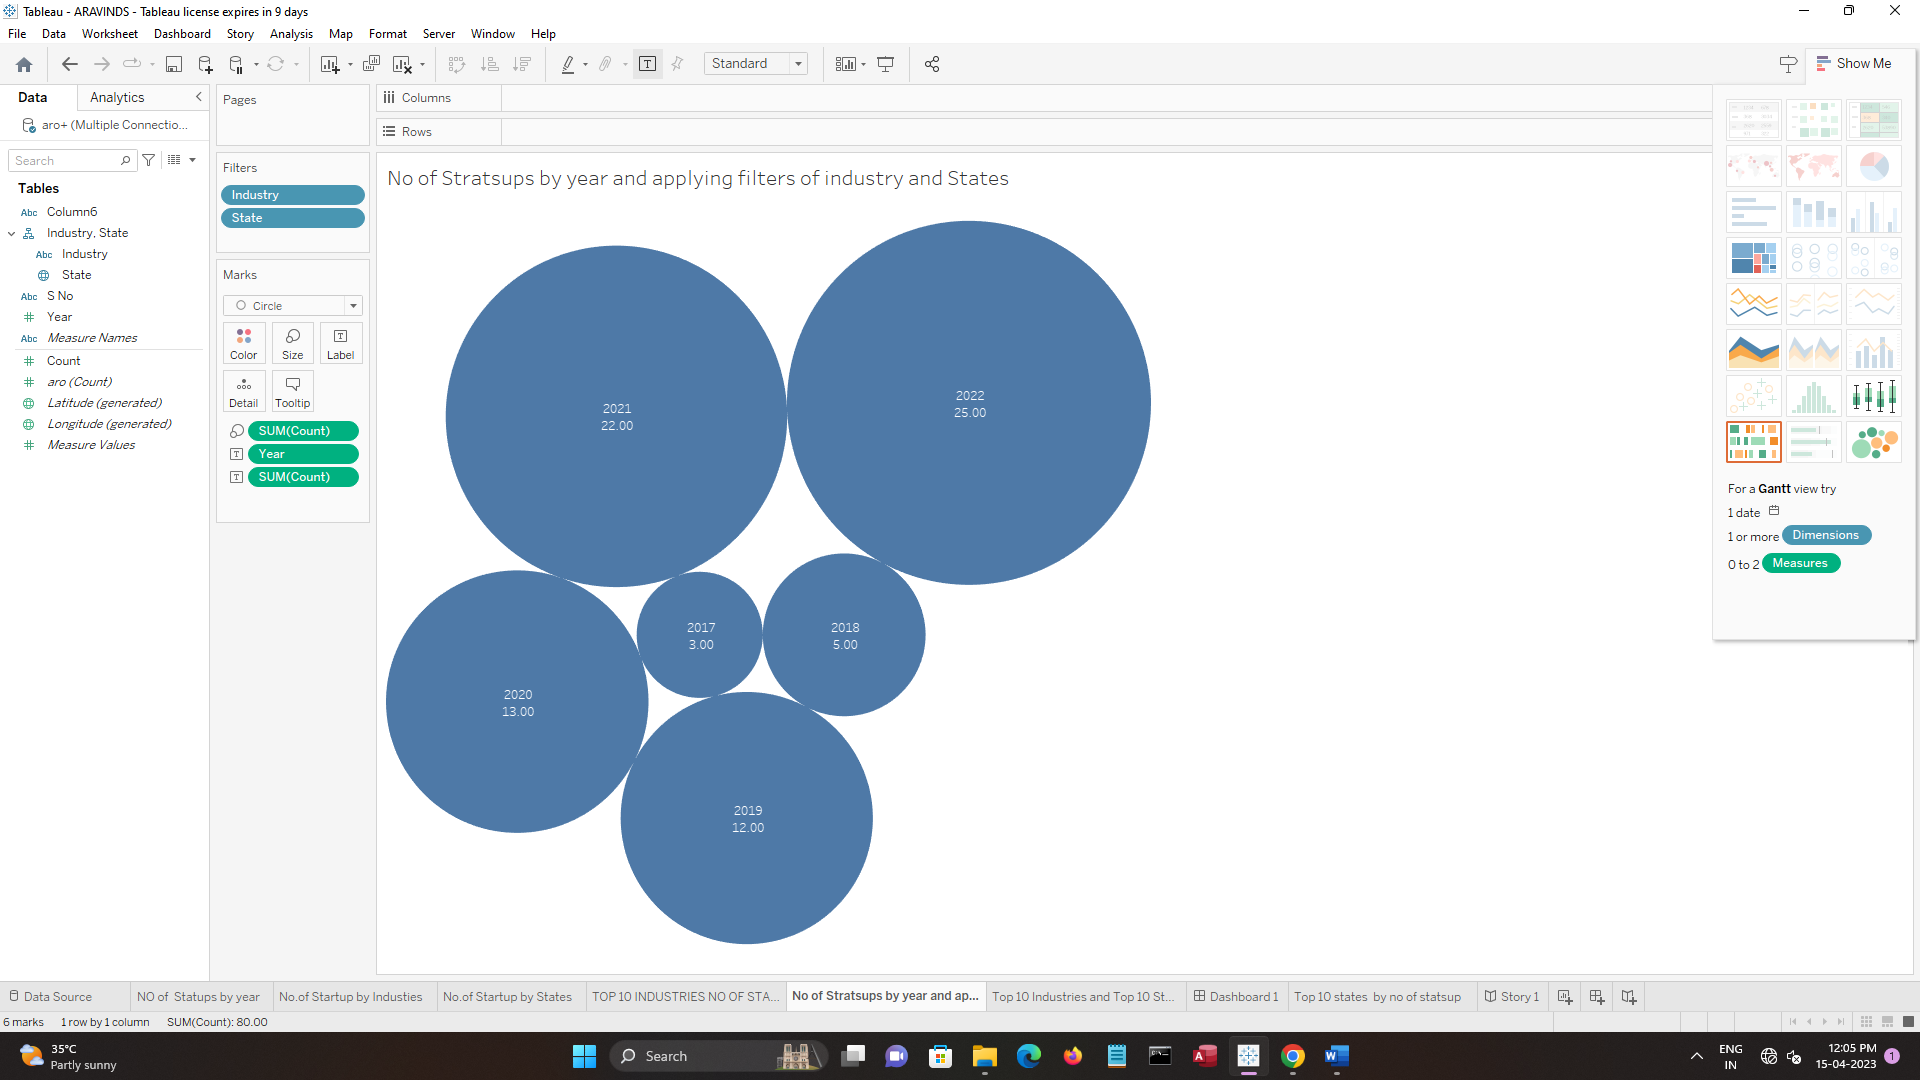 Tableau - ARAVINDS - Tableau license expires in 9 days
File Data Worksheet Dashboard Story Analysis Map Format Server Window Help
Standard
Show Me
Data Analytics
Pages
Columns
aro+ (Multiple Connectio...
Rows
Search
Filters
Industry
State
No of Stratsups by year and applying filters of industry and States
Tables
Abc Column6
Industry, State
Abc Industry
State
Abc S No
Year
Abc Measure Names
Count
aro (Count)
Latitude (generated)
Longitude (generated)
Measure Values
Marks
Circle
Color Size Label
Detail Tooltip
SUM(Count)
Year
SUM(Count)
2021
22.00
2022
25.00
2017
3.00
2018
5.00
2020
13.00
2019
12.00
For a Gantt view try
1 date
1 or more Dimensions
0 to 2 Measures
Data Source NO of Statups by year No.of Startup by Industies No.of Startup by States TOP 10 INDUSTRIES NO OF STA... No of Stratsups by year and ap... Top 10 Industries and Top 10 St... Dashboard 1 Top 10 states by no of statsup Story 1
6 marks 1 row by 1 column SUM(Count): 80.00
35°C
Partly sunny
Search
ENG
IN
12:05 PM
15-04-2023
1